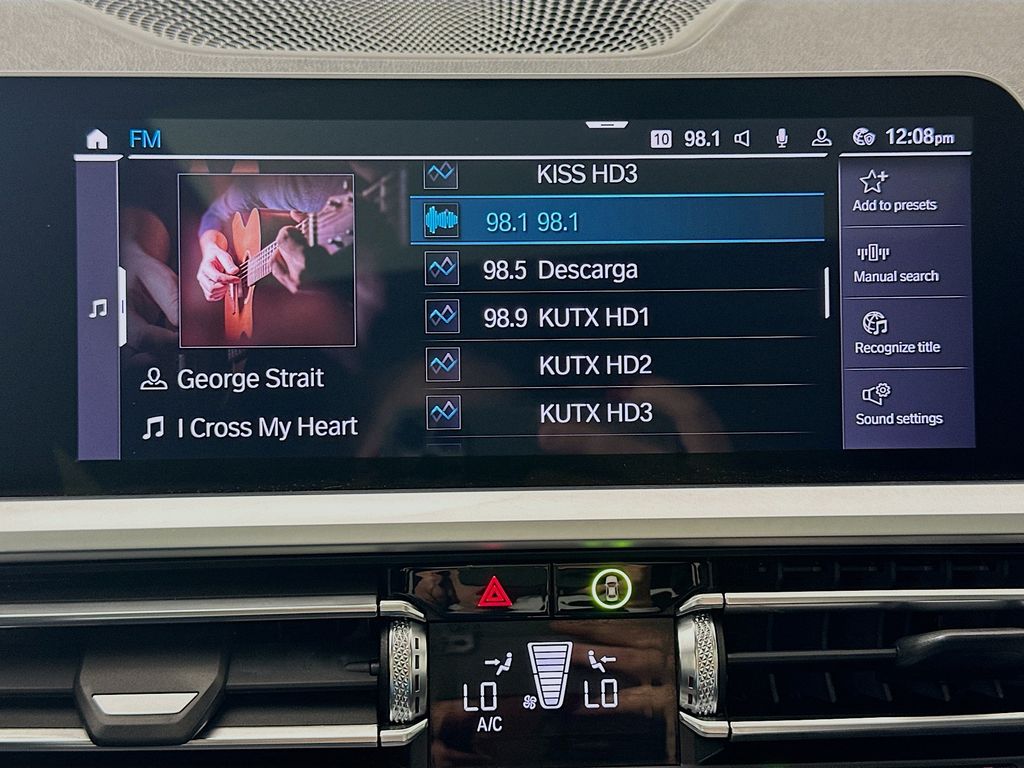 FM
10 98.1 12:08pm
KISS HD3
98.1 98.1
98.5 Descarga
98.9 KUTX HD1
KUTX HD2
KUTX HD3
George Strait
I Cross My Heart
Add to presets
Manual search
Recognize title
Sound settings
LO LO
A/C